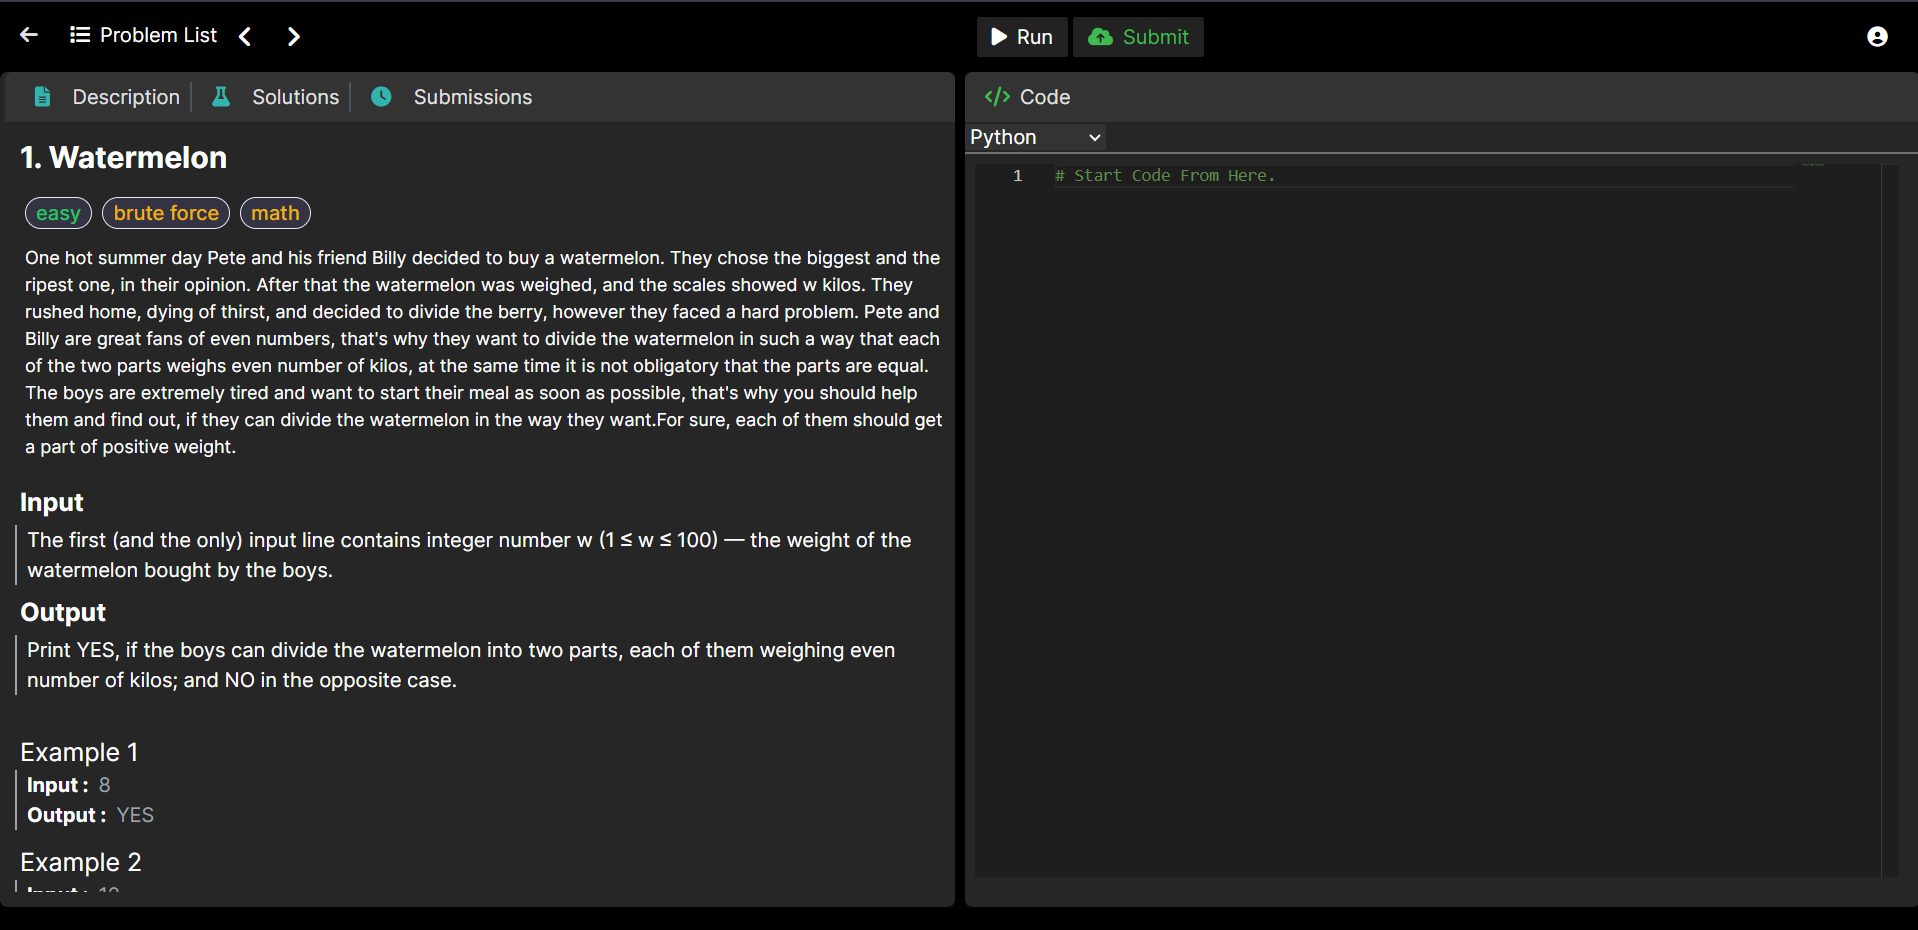 Problem List
Run
Submit
Description
Solutions
Submissions
Code
Python
1
# Start Code From Here.
1. Watermelon
easy
brute force
math
One hot summer day Pete and his friend Billy decided to buy a watermelon. They chose the biggest and the
ripest one, in their opinion. After that the watermelon was weighed, and the scales showed w kilos. They
rushed home, dying of thirst, and decided to divide the berry, however they faced a hard problem. Pete and
Billy are great fans of even numbers, that's why they want to divide the watermelon in such a way that each
of the two parts weighs even number of kilos, at the same time it is not obligatory that the parts are equal.
The boys are extremely tired and want to start their meal as soon as possible, that's why you should help
them and find out, if they can divide the watermelon in the way they want.For sure, each of them should get
a part of positive weight.
Input
The first (and the only) input line contains integer number w (1 ≤ w ≤ 100) — the weight of the
watermelon bought by the boys.
Output
Print YES, if the boys can divide the watermelon into two parts, each of them weighing even
number of kilos; and NO in the opposite case.
Example 1
Input : 8
Output : YES
Example 2
Input :